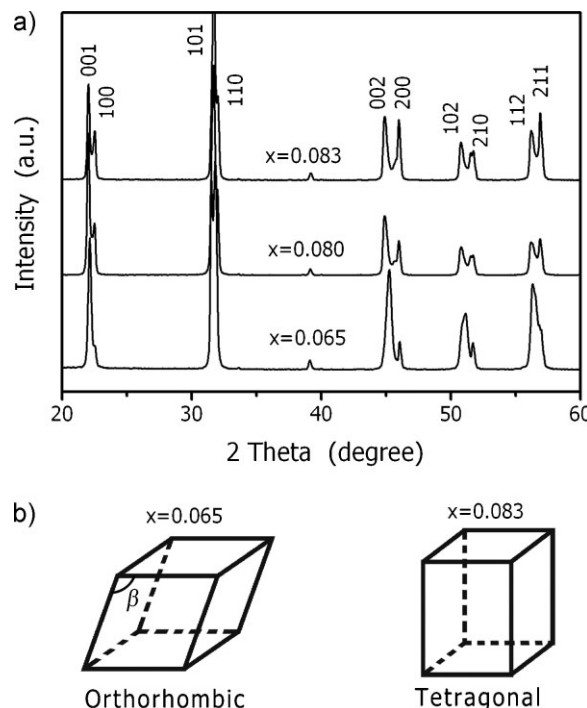 a)
001
100
101
110
002
200
102
210
112
211
x=0.083
x=0.080
x=0.065
Intensity (a.u.)
20
30
40
50
60
2 Theta (degree)
b)
x=0.065
x=0.083
β
Orthorhombic
Tetragonal